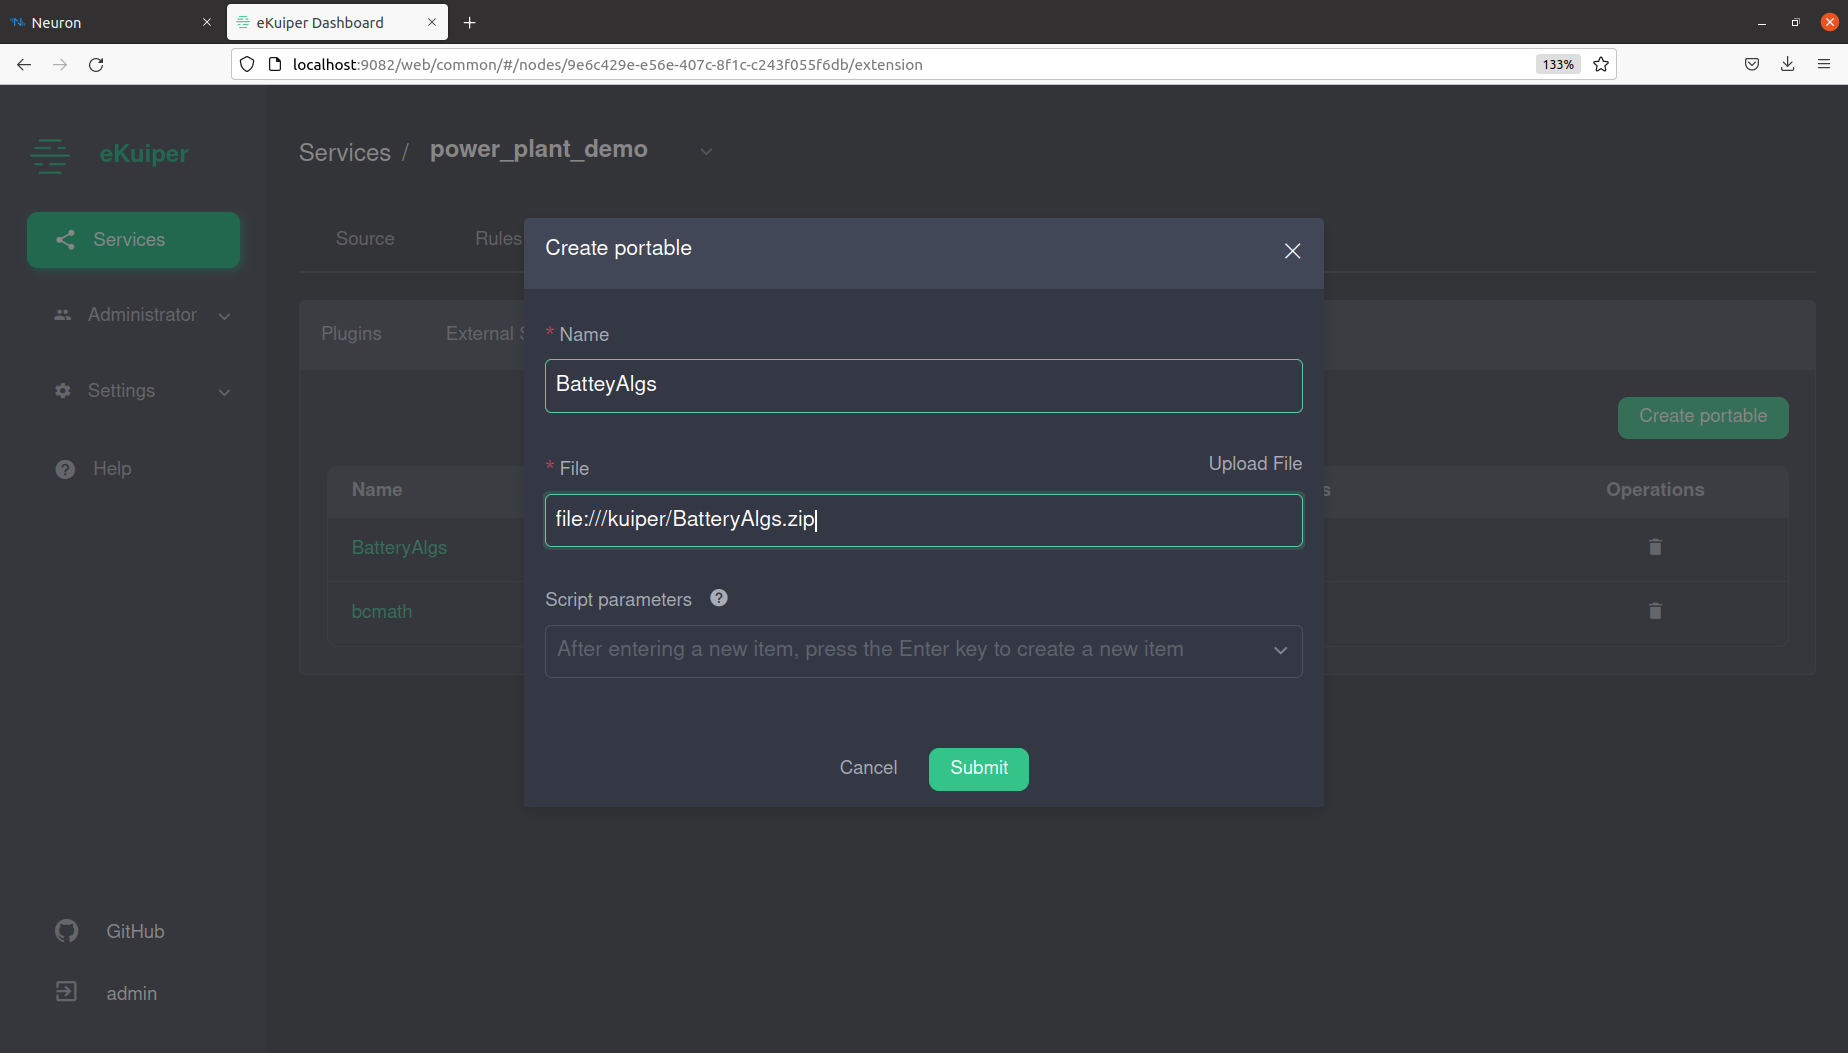 Neuron
eKuiper Dashboard
localhost:9082/web/common/#/nodes/9e6c429e-e56e-407c-8f1c-c243f055f6db/extension
133%
eKuiper
Services / power_plant_demo
Services
Source
Rules
Administrator
Settings
Help
Plugins
External S
Create portable
* Name
BatteyAlgs
* File
Upload File
file:///kuiper/BatteryAlgs.zip
Script parameters ?
After entering a new item, press the Enter key to create a new item
Cancel
Submit
Create portable
Name
s
Operations
BatteryAlgs
bcmath
GitHub
admin